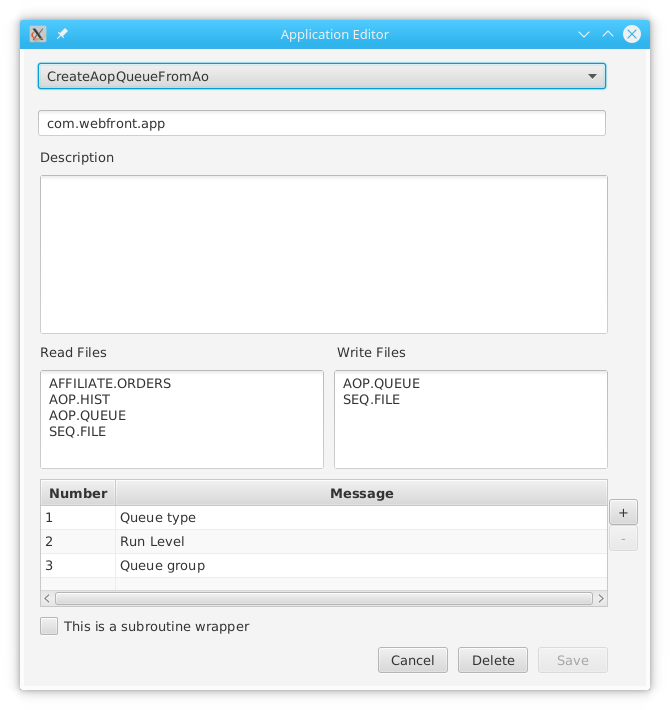 Application Editor
CreateAopQueueFromAo
com.webfront.app
Description
Read Files
Write Files
AFFILIATE.ORDERS
AOP.HIST
AOP.QUEUE
SEQ.FILE
AOP.QUEUE
SEQ.FILE
Number Message
1 Queue type
2 Run Level
3 Queue group
+
-
This is a subroutine wrapper
Cancel Delete Save